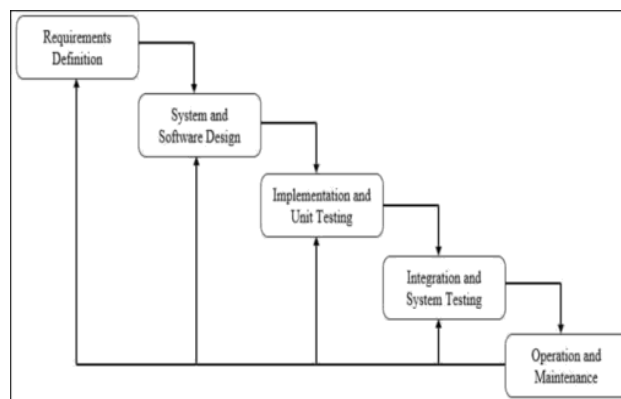 Requirements
Definition
System and
Software Design
Implementation and
Unit Testing
Integration and
System Testing
Operation and
Maintenance